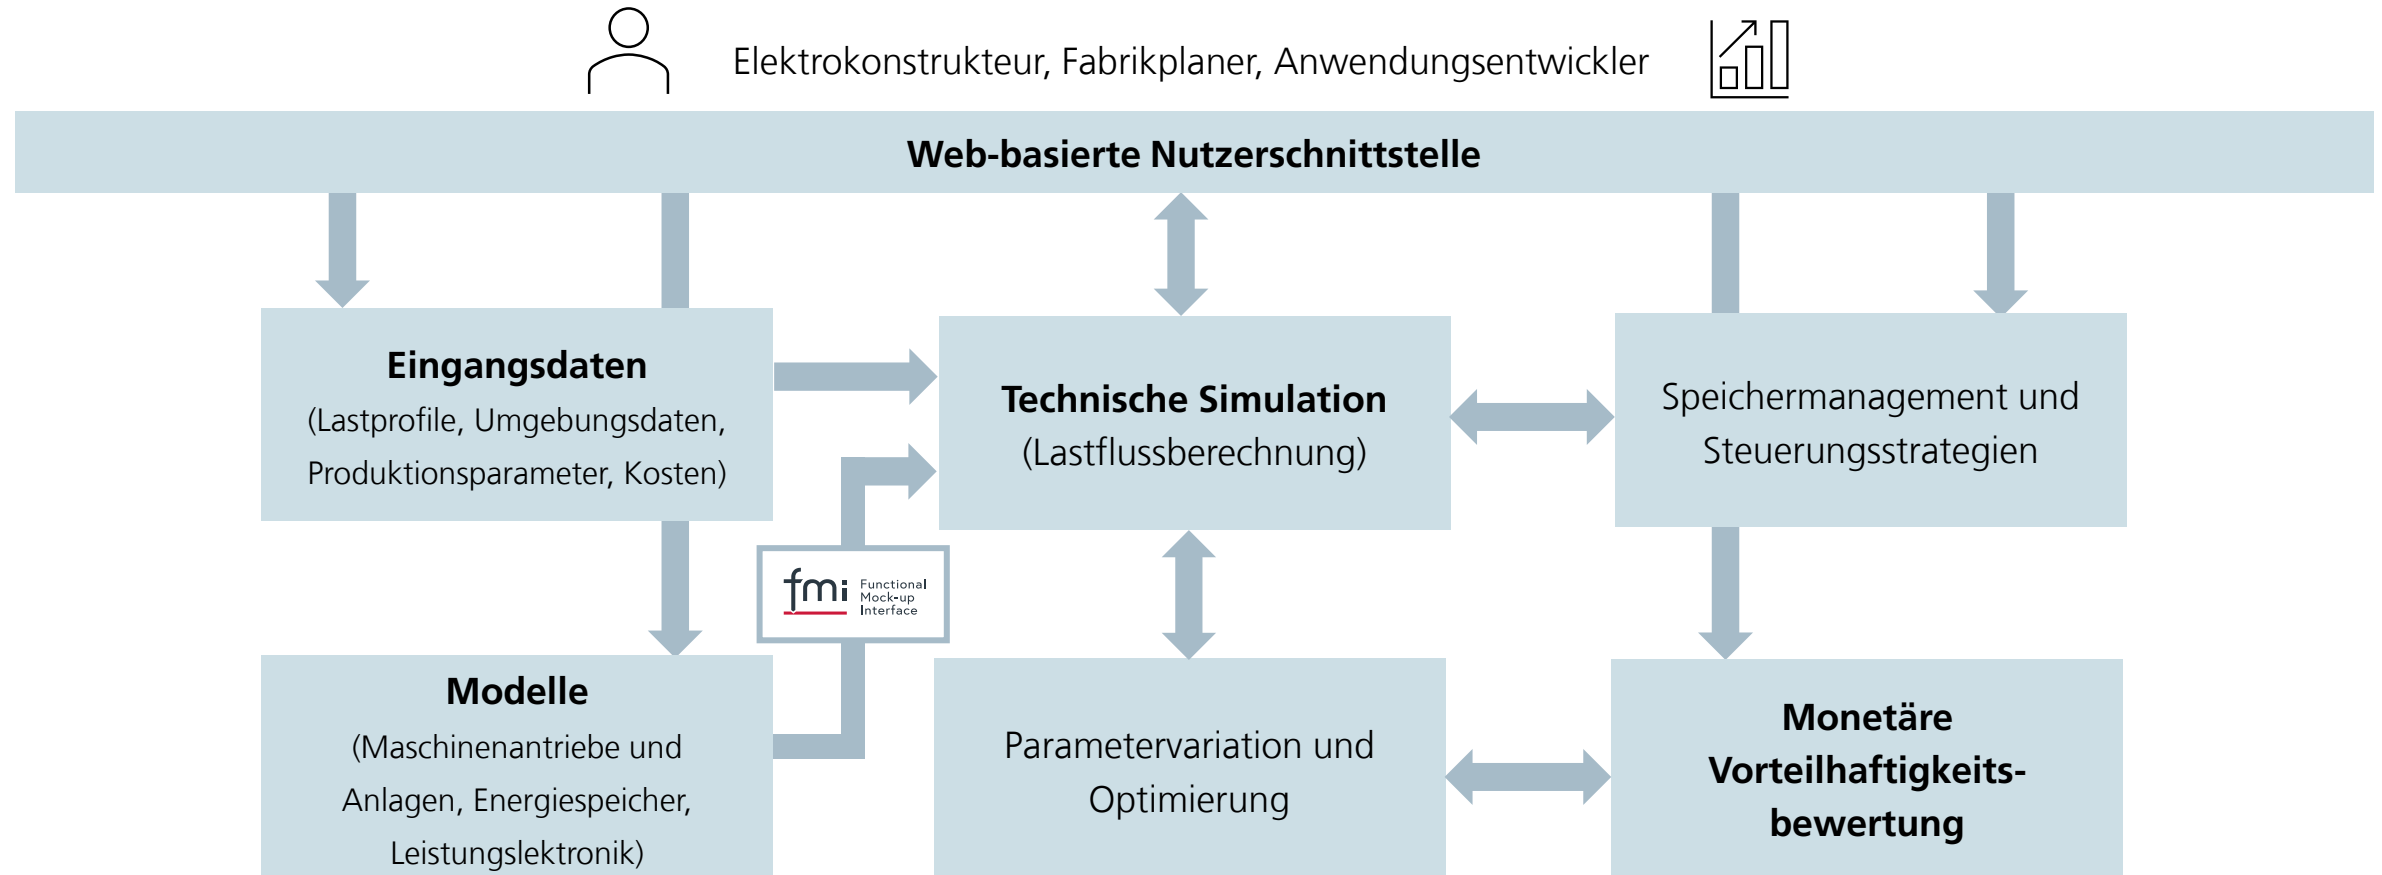 Elektrokonstrukteur, Fabrikplaner, Anwendungsentwickler
Web-basierte Nutzerschnittstelle
Eingangsdaten
(Lastprofile, Umgebungsdaten,
Produktionsparameter, Kosten)
Technische Simulation
(Lastflussberechnung)
Speichermanagement und
Steuerungsstrategien
fmi
Functional
Mock-up
Interface
Modelle
(Maschinenantriebe und
Anlagen, Energiespeicher,
Leistungslektronik)
Parametervariation und
Optimierung
Monetäre
Vorteilhaftigkeits-
bewertung